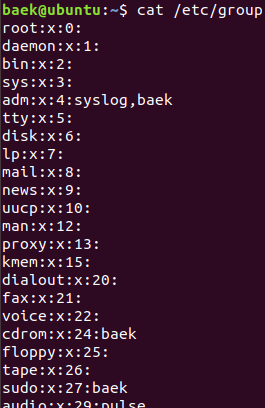 baek@ubuntu:~$ cat /etc/group
root:x:0:
daemon:x:1:
bin:x:2:
sys:x:3:
adm:x:4:syslog,baek
tty:x:5:
disk:x:6:
lp:x:7:
mail:x:8:
news:x:9:
uucp:x:10:
man:x:12:
proxy:x:13:
kmem:x:15:
dialout:x:20:
fax:x:21:
voice:x:22:
cdrom:x:24:baek
floppy:x:25:
tape:x:26:
sudo:x:27:baek
audio:x:29:pulse